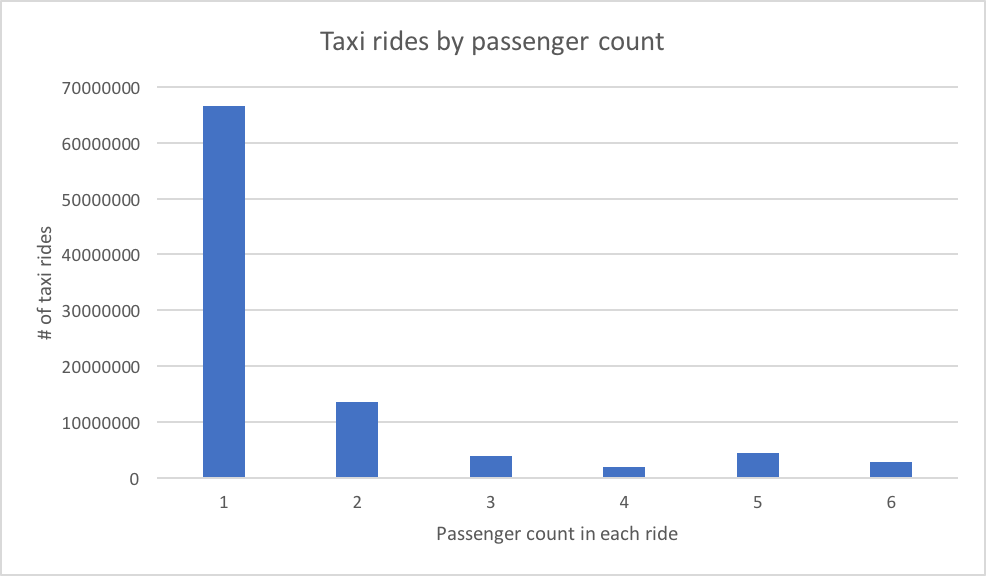 Taxi rides by passenger count
70000000
60000000
50000000
40000000
30000000
20000000
10000000
0
# of taxi rides
1 2 3 4 5 6
Passenger count in each ride